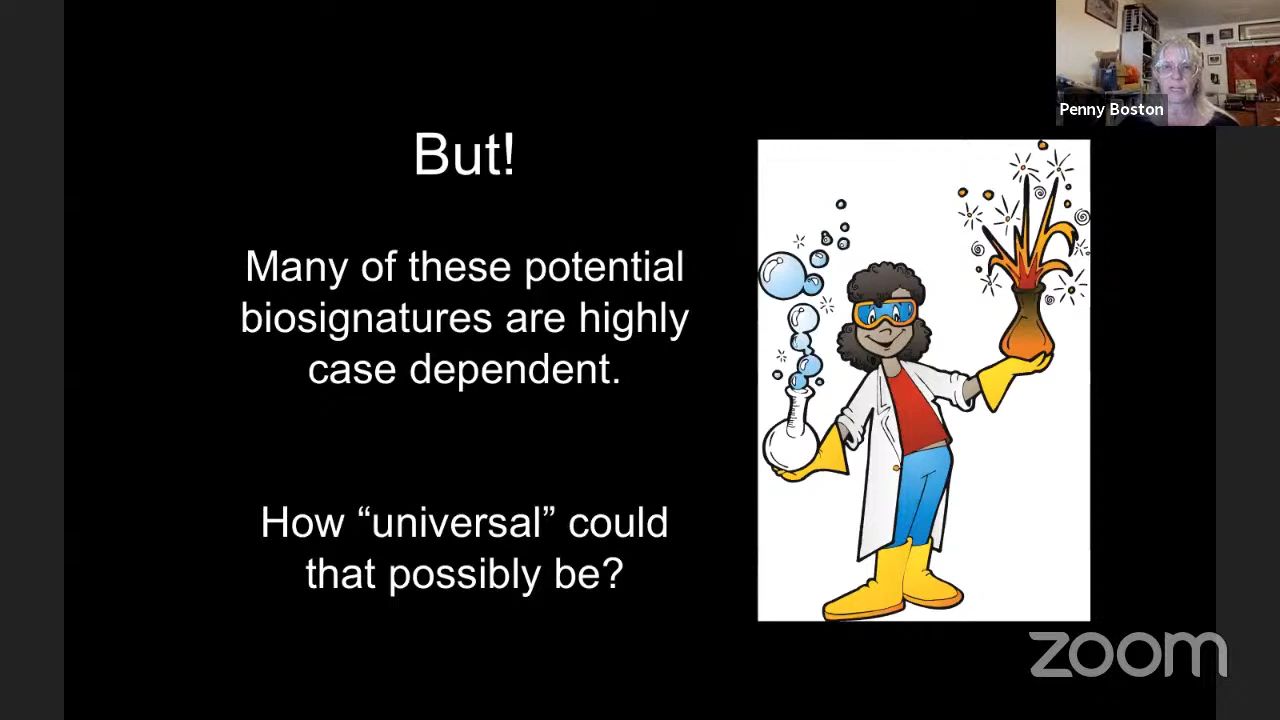 Penny Boston
But!
Many of these potential
biosignatures are highly
case dependent.
How “universal” could
that possibly be?
zoom